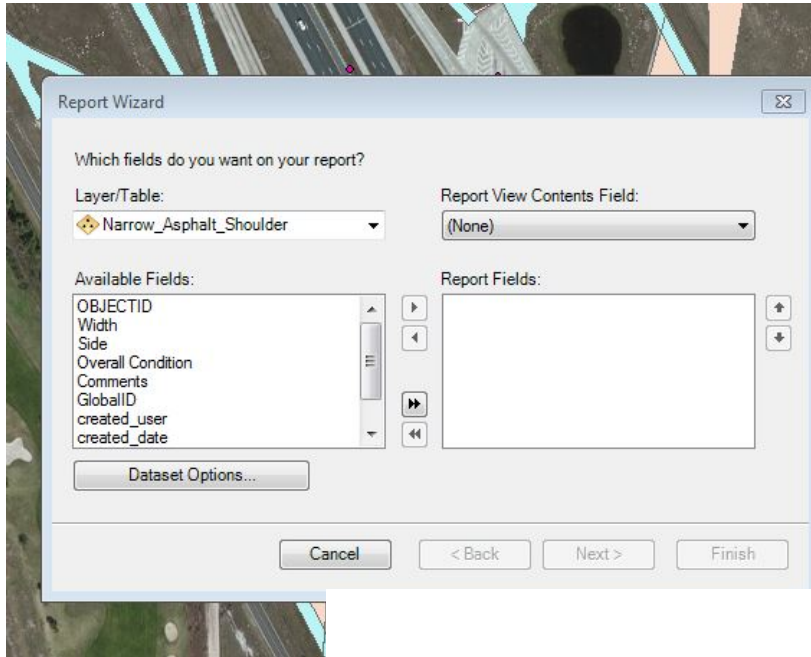 Report Wizard
Which fields do you want on your report?
Layer/Table:
Report View Contents Field:
Narrow_Asphalt_Shoulder
(None)
Available Fields:
Report Fields:
OBJECTID
Width
Side
Overall Condition
Comments
GlobalID
created_user
created_date
Dataset Options...
Cancel
< Back
Next >
Finish